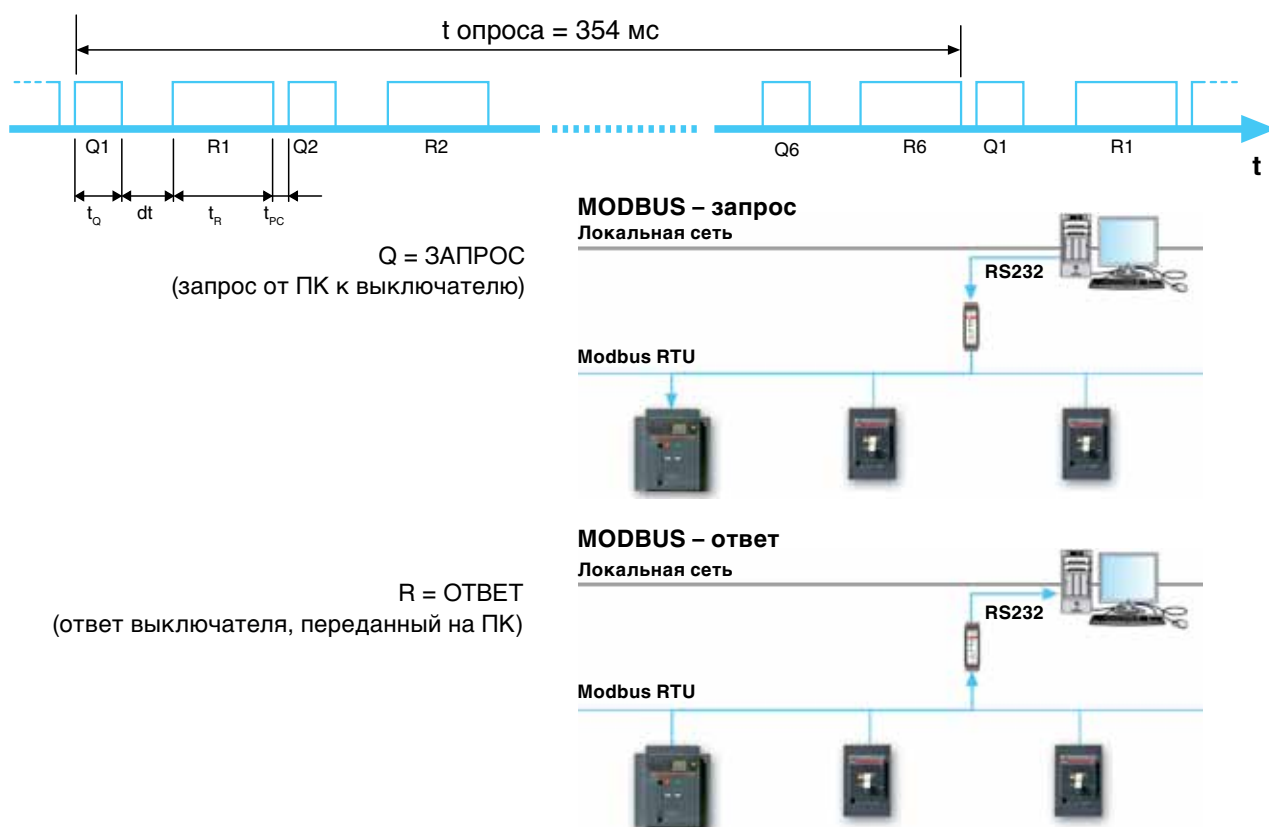 t опроса = 354 мс
Q1 R1 Q2 R2 Q6 R6 Q1 R1
t
tQ dt tR tPC
MODBUS – запрос
Локальная сеть
Q = ЗАПРОС
(запрос от ПК к выключателю)
RS232
Modbus RTU
MODBUS – ответ
Локальная сеть
R = ОТВЕТ
(ответ выключателя, переданный на ПК)
RS232
Modbus RTU